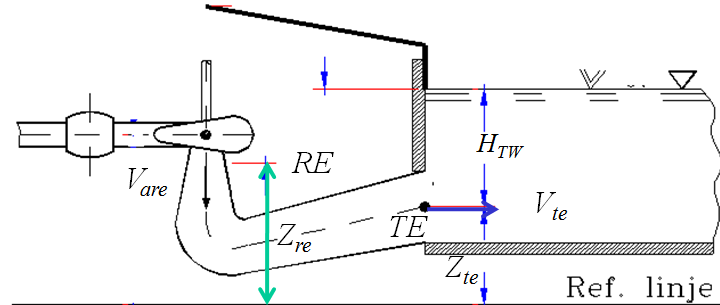 H_TW
RE
V_are
V_te
TE
Z_re
Z_te
Ref. linje